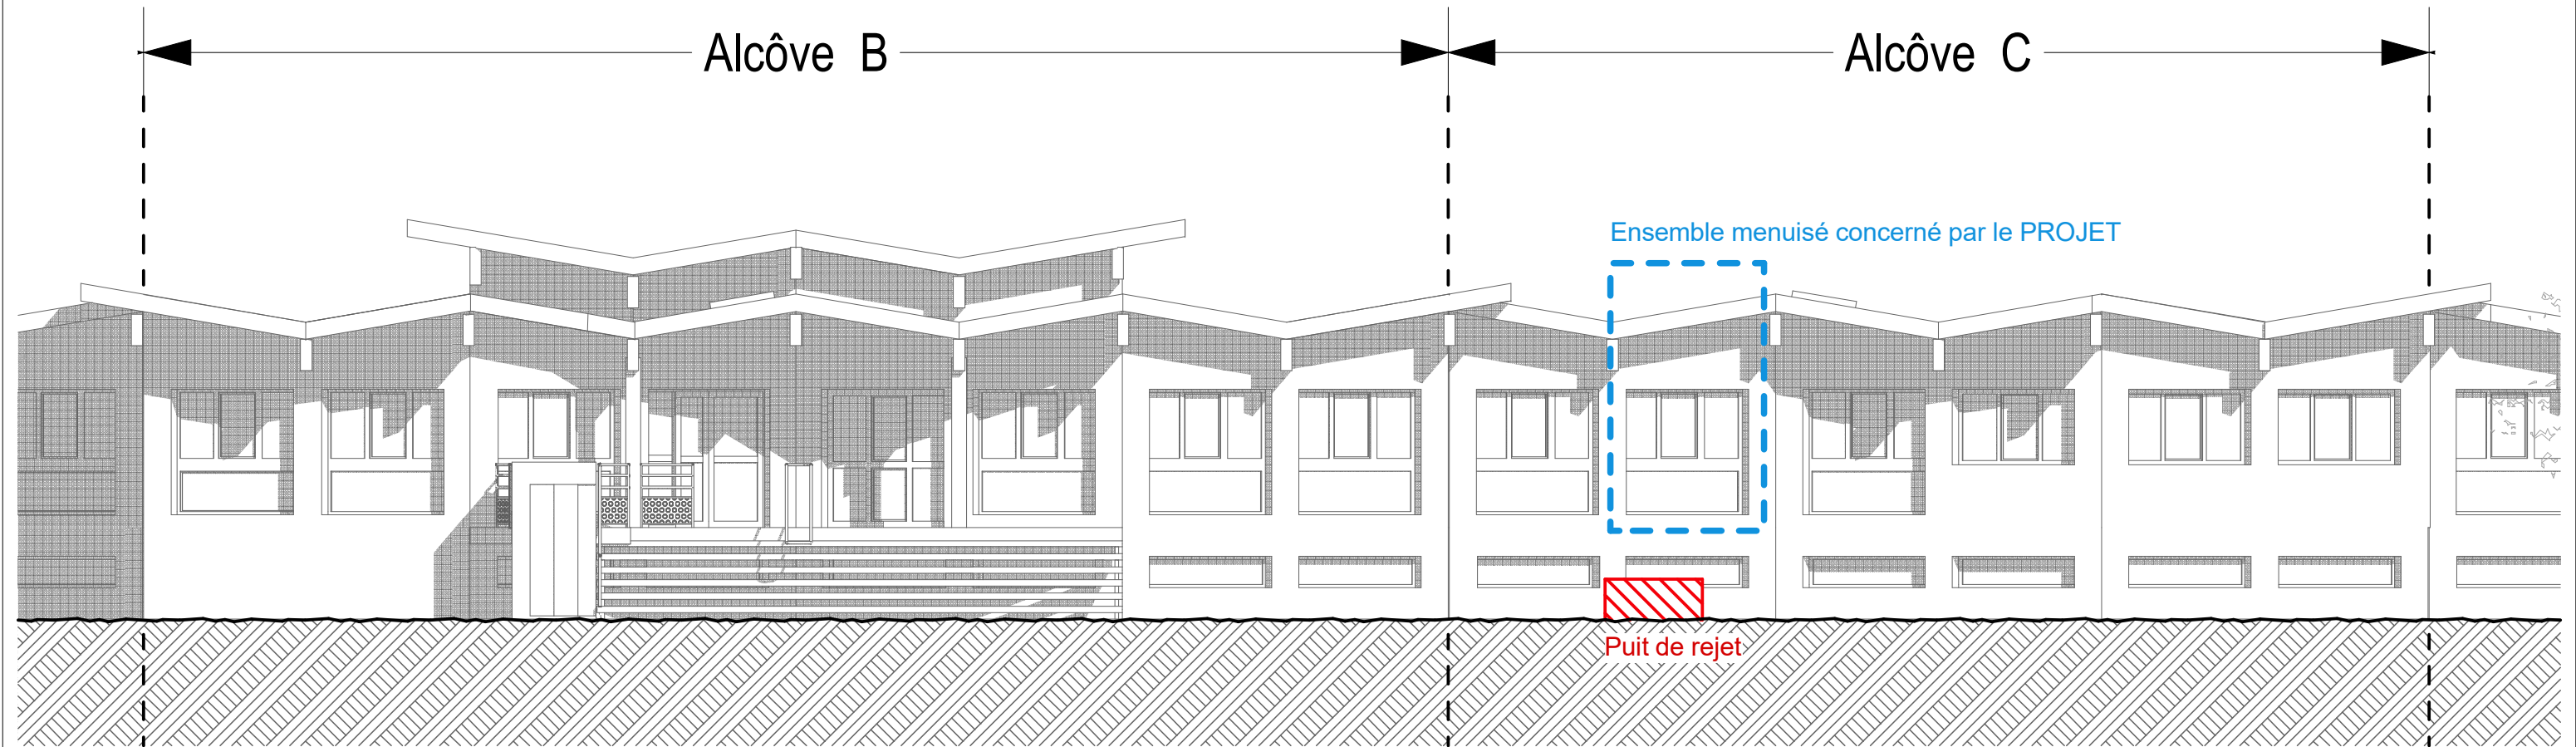 Alcôve B
Alcôve C
Ensemble menuisé concerné par le PROJET
Puit de rejet